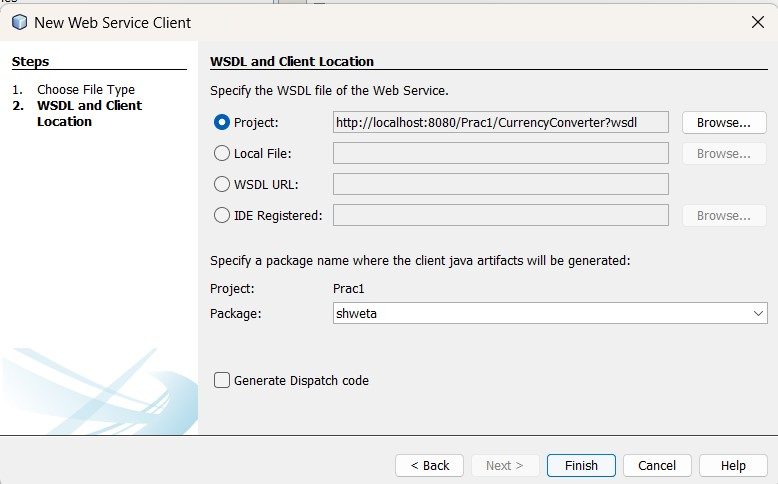 New Web Service Client
Steps
1. Choose File Type
2. WSDL and Client
Location
WSDL and Client Location
Specify the WSDL file of the Web Service.
Project: http://localhost:8080/Prac1/CurrencyConverter?wsdl Browse...
Local File: Browse...
WSDL URL:
IDE Registered: Browse...
Specify a package name where the client java artifacts will be generated:
Project: Prac1
Package: shweta
Generate Dispatch code
< Back Next > Finish Cancel Help